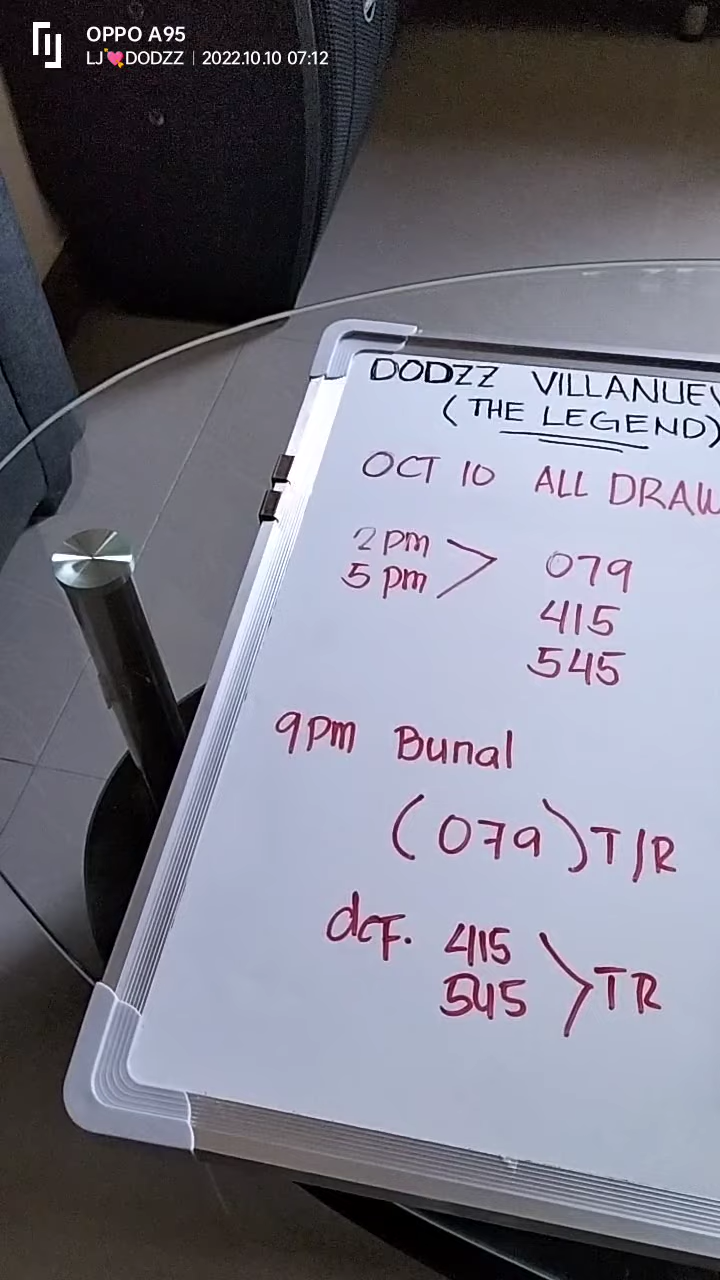 OPPO A95
LJ💘DODZZ | 2022.10.10 07:12
DODZZ VILLANUEV
(THE LEGEND)
OCT 10 ALL DRAW
2pm > 079
5pm
415
545
9pm Bunal
(079) T/R
def. 415 > TR
545